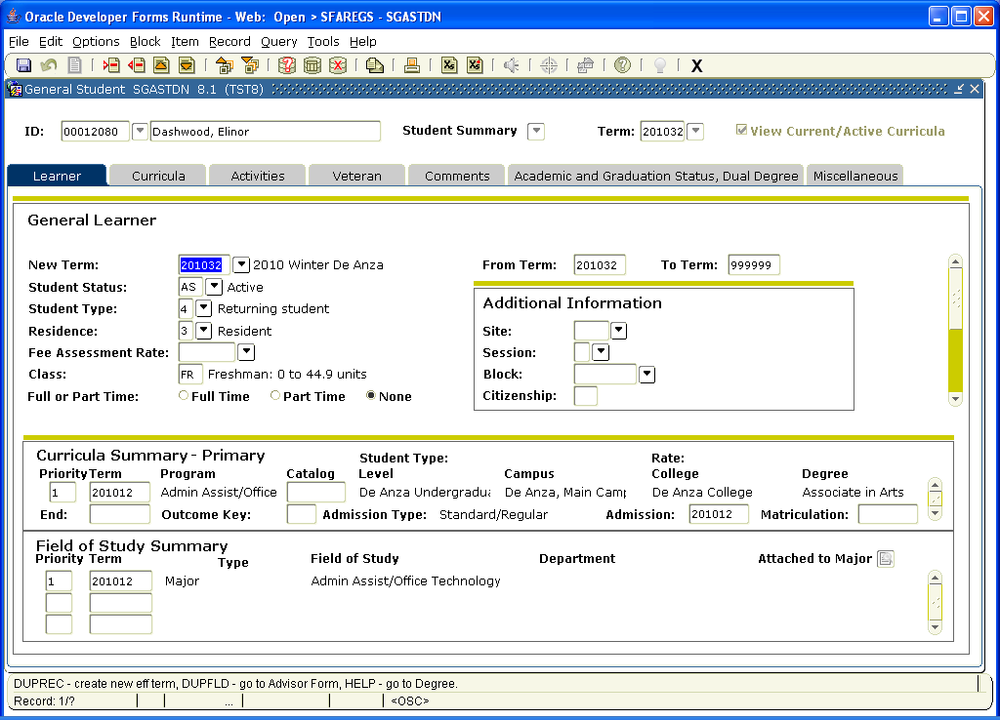 Oracle Developer Forms Runtime - Web: Open > SFAREGS - SGASTDN
File Edit Options Block Item Record Query Tools Help
X
General Student SGASTDN 8.1 (TST8)
ID: 00012080 Dashwood, Elinor Student Summary Term: 201032 View Current/Active Curricula
Learner Curricula Activities Veteran Comments Academic and Graduation Status, Dual Degree Miscellaneous
General Learner
New Term: 201032 2010 Winter De Anza From Term: 201032 To Term: 999999
Student Status: AS Active
Additional Information
Student Type: 4 Returning student
Site:
Residence: 3 Resident
Session:
Fee Assessment Rate:
Block:
Class: FR Freshman: 0 to 44.9 units
Citizenship:
Full or Part Time: Full Time Part Time None
Curricula Summary - Primary Student Type: Rate:
Priority Term Program Catalog Level Campus College Degree
1 201012 Admin Assist/Office De Anza Undergradu De Anza, Main Camp De Anza College Associate in Arts
End: Outcome Key: Admission Type: Standard/Regular Admission: 201012 Matriculation:
Field of Study Summary
Priority Term Type Field of Study Department Attached to Major
1 201012 Major Admin Assist/Office Technology
DUPREC - create new eff term, DUPFLD - go to Advisor Form, HELP - go to Degree.
Record: 1/? ... <OSC>